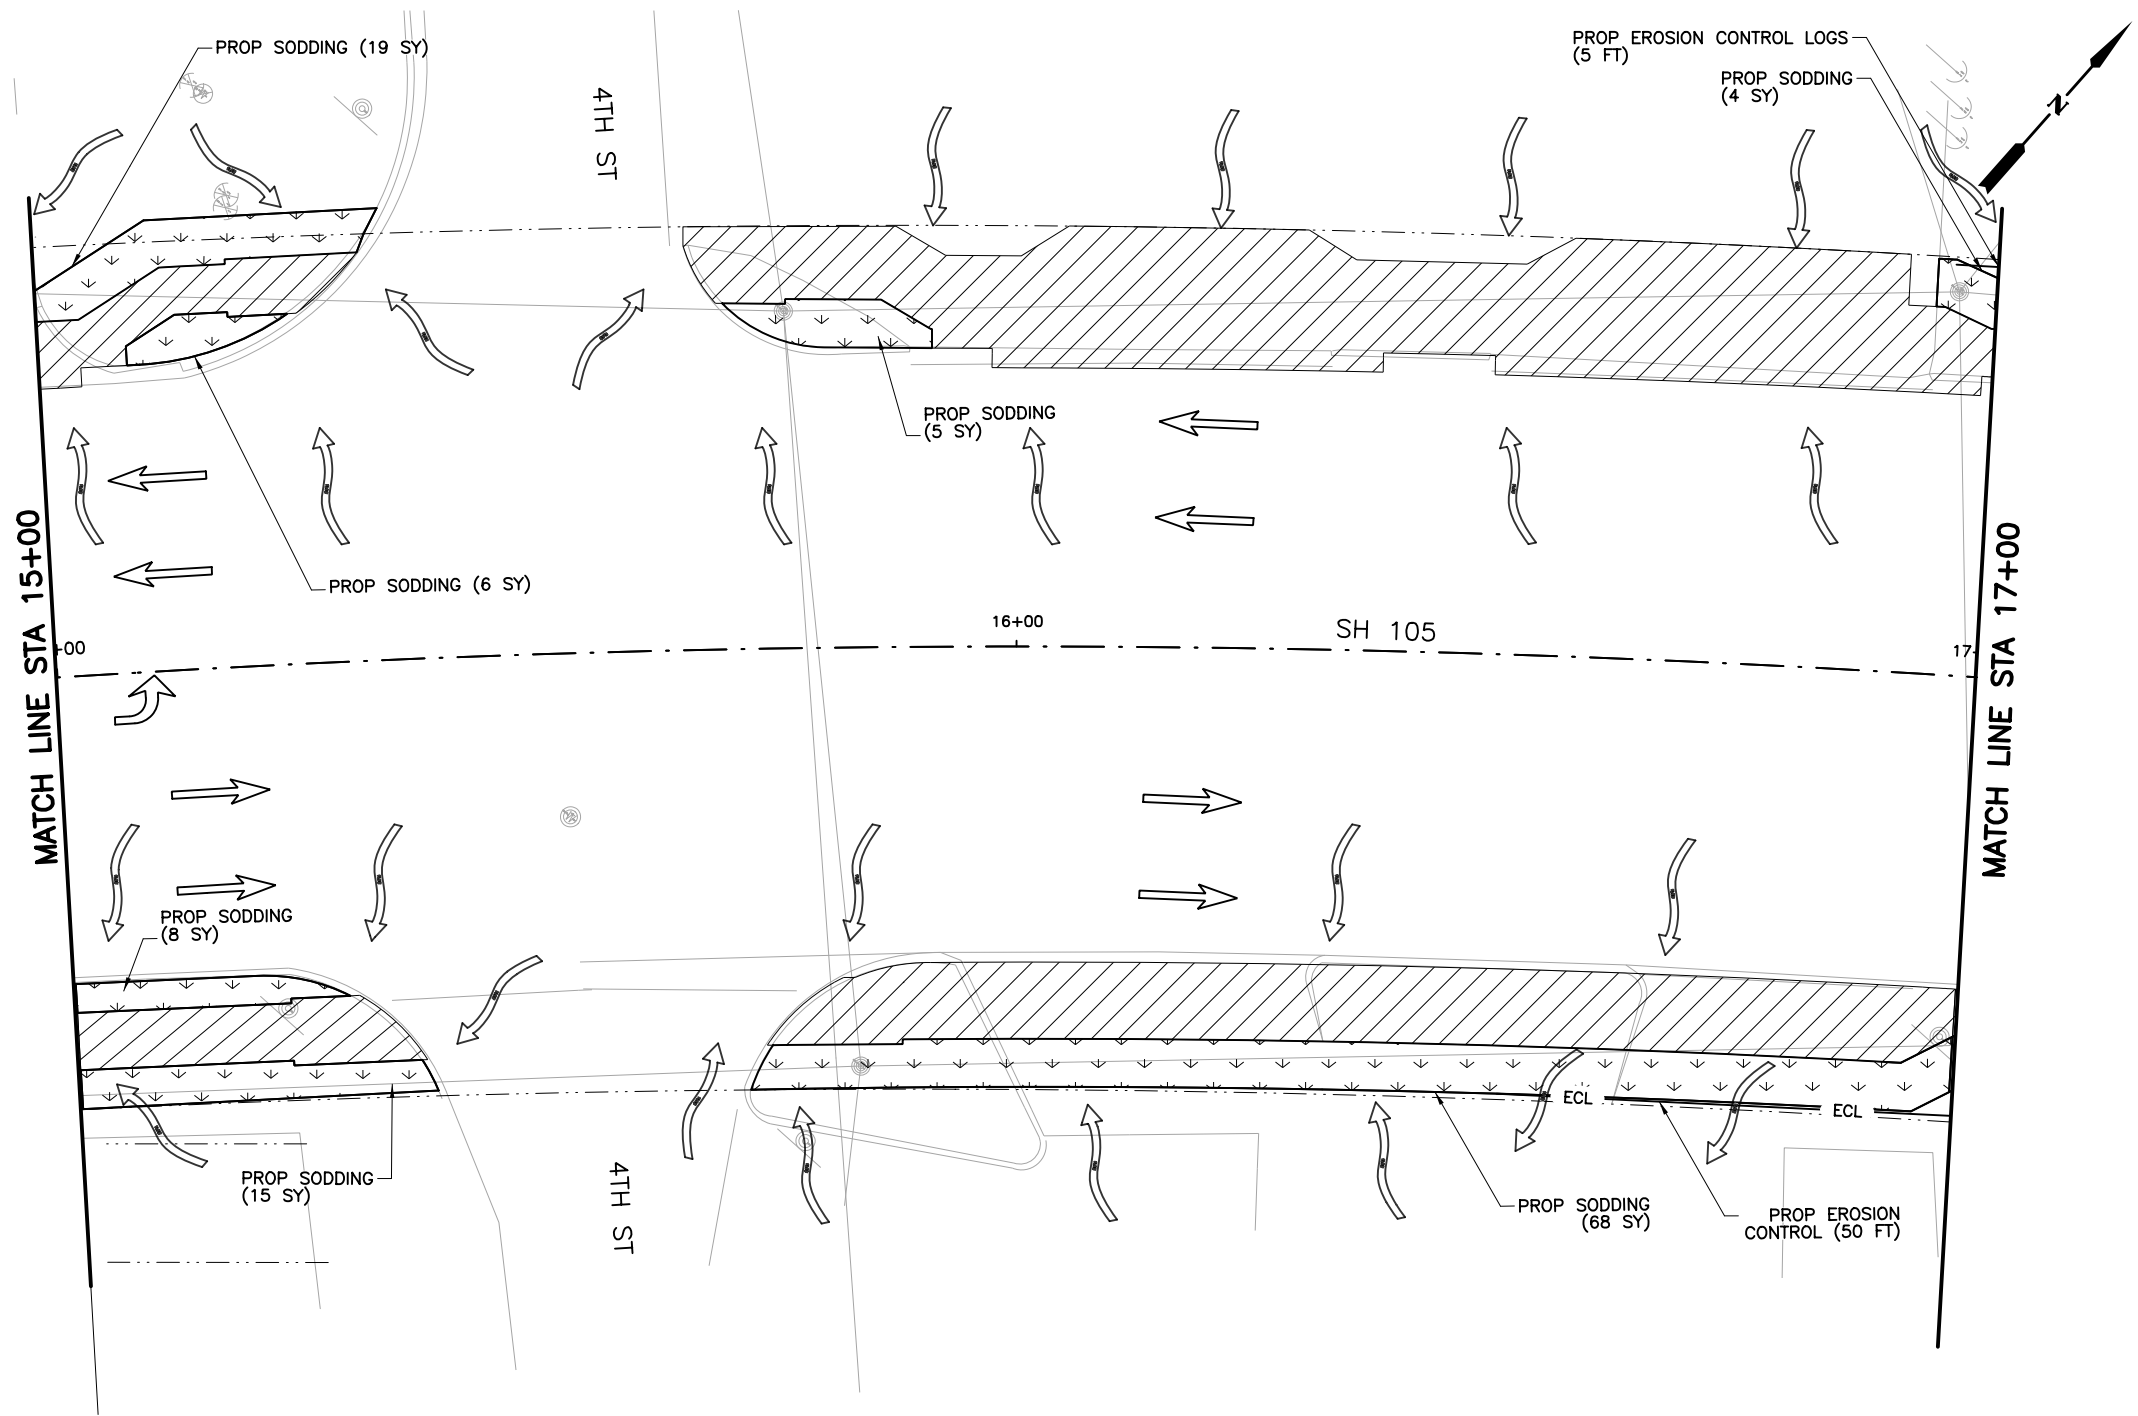 PROP SODDING (19 SY)
4TH ST
PROP EROSION CONTROL LOGS
(5 FT)
PROP SODDING
(4 SY)
N
PROP SODDING
(5 SY)
PROP SODDING (6 SY)
MATCH LINE STA 15+00
+00
16+00
SH 105
17
MATCH LINE STA 17+00
PROP SODDING
(8 SY)
PROP SODDING
(15 SY)
4TH ST
ECL
ECL
PROP SODDING
(68 SY)
PROP EROSION
CONTROL (50 FT)